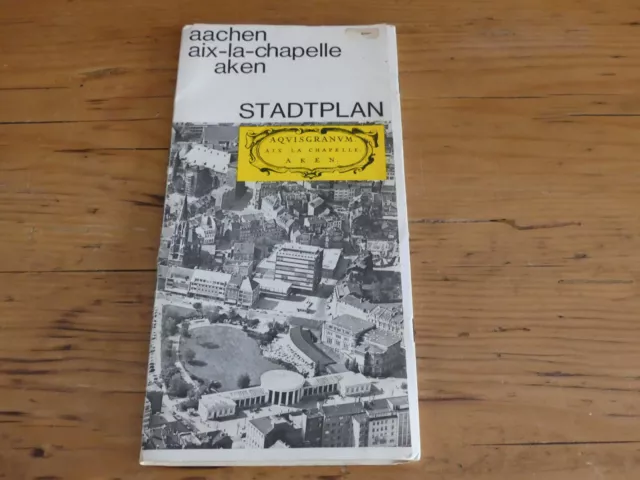 aachen
aix-la-chapelle
aken
STADTPLAN
AQVISGRANVM
AIX LA CHAPELLE
AKEN